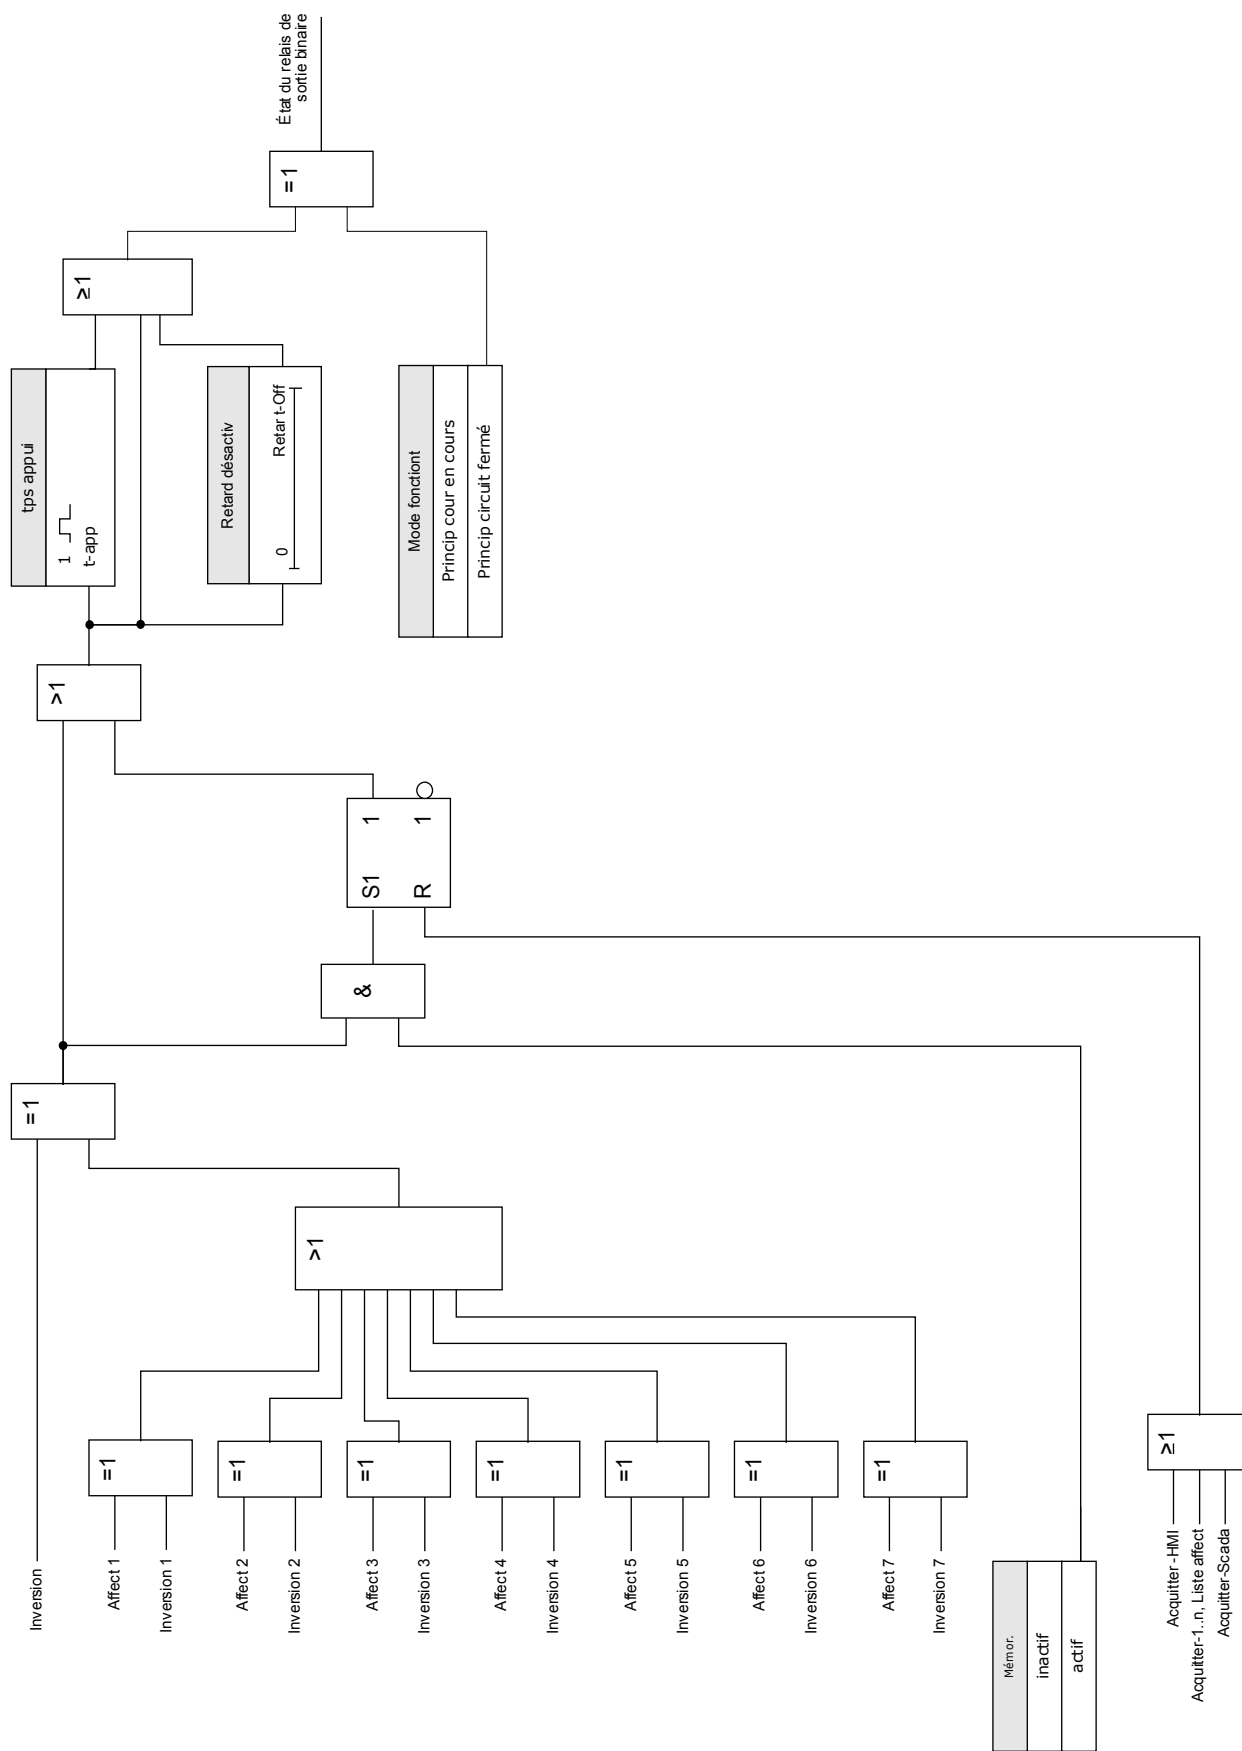 Inversion
Affect 1
Inversion 1
Affect 2
Inversion 2
Affect 3
Inversion 3
Affect 4
Inversion 4
Affect 5
Inversion 5
Affect 6
Inversion 6
Affect 7
Inversion 7
=1
=1
=1
=1
=1
=1
=1
>1
=1
Mémor.
inactif
actif
Acquitter-HMI
Acquitter-1..n, Liste affect
Acquitter-Scada
≥1
&
S1 1
R 1
>1
tps appui
1
t-app
Retard désactiv
0 Retar t-Off
Mode fonctiont
Princip cour en cours
Princip circuit fermé
≥1
=1
État du relais de
sortie binaire